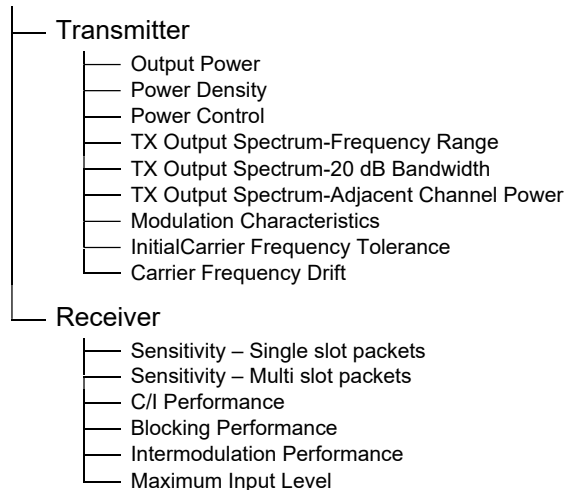 Transmitter
Output Power
Power Density
Power Control
TX Output Spectrum-Frequency Range
TX Output Spectrum-20 dB Bandwidth
TX Output Spectrum-Adjacent Channel Power
Modulation Characteristics
InitialCarrier Frequency Tolerance
Carrier Frequency Drift
Receiver
Sensitivity – Single slot packets
Sensitivity – Multi slot packets
C/I Performance
Blocking Performance
Intermodulation Performance
Maximum Input Level